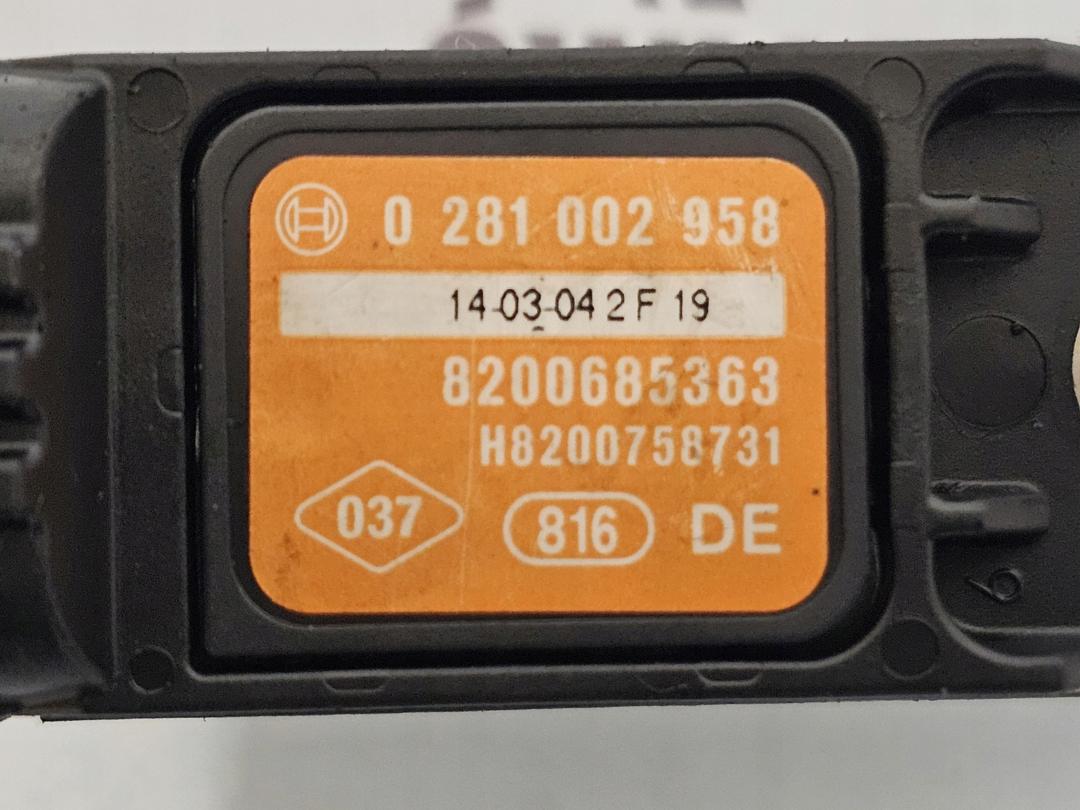 0 281 002 958
14-03-04 2 F 19
8200685363
H8200758731
037 816 DE